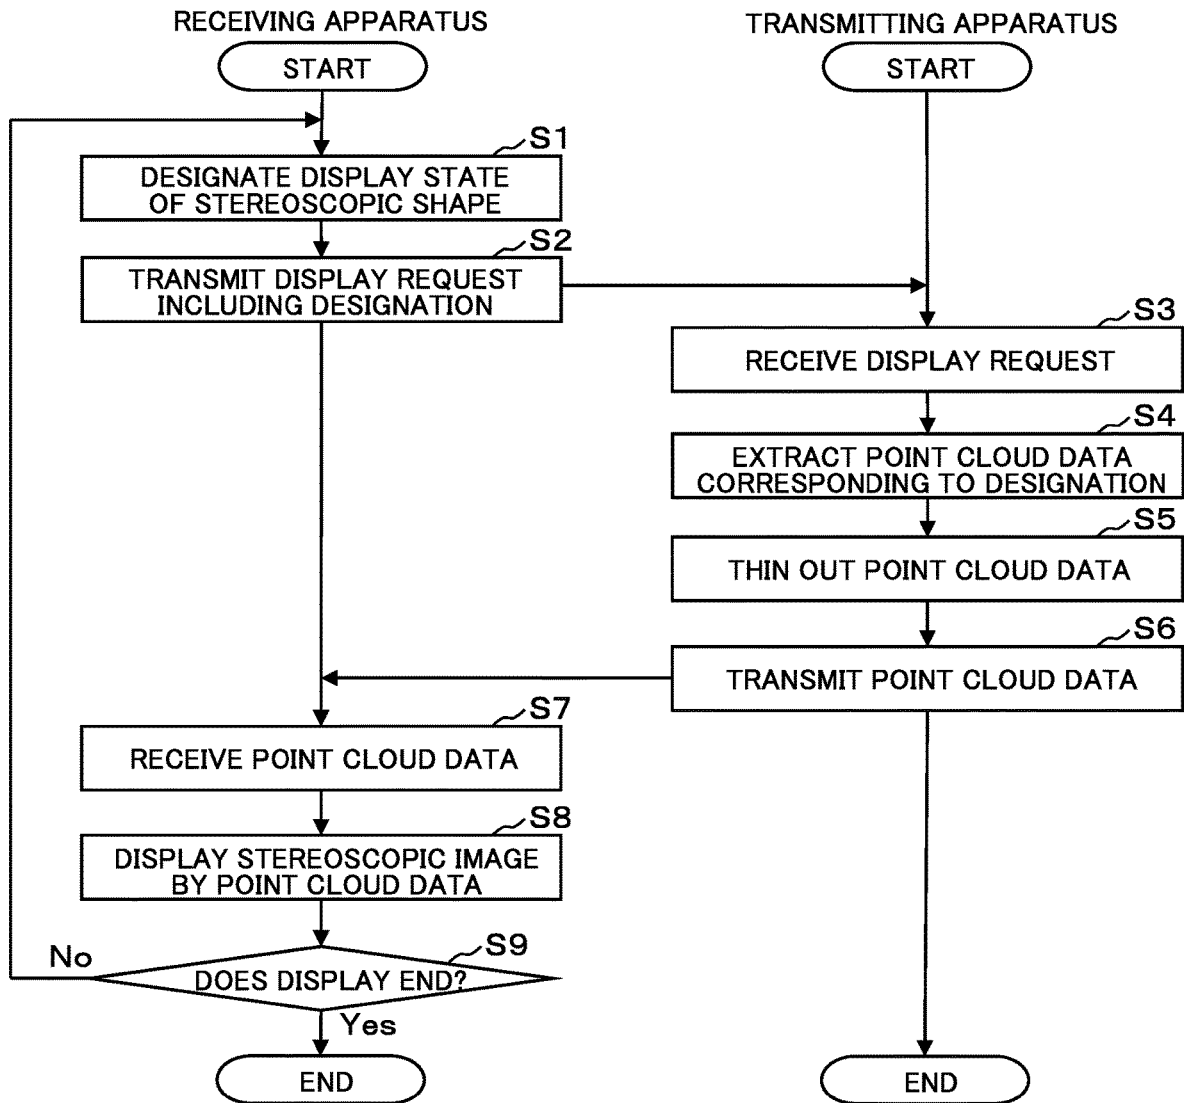 RECEIVING APPARATUS
TRANSMITTING APPARATUS
START
START
S1
DESIGNATE DISPLAY STATE
OF STEREOSCOPIC SHAPE
S2
TRANSMIT DISPLAY REQUEST
INCLUDING DESIGNATION
S3
RECEIVE DISPLAY REQUEST
S4
EXTRACT POINT CLOUD DATA
CORRESPONDING TO DESIGNATION
S5
THIN OUT POINT CLOUD DATA
S6
TRANSMIT POINT CLOUD DATA
S7
RECEIVE POINT CLOUD DATA
S8
DISPLAY STEREOSCOPIC IMAGE
BY POINT CLOUD DATA
S9
No
DOES DISPLAY END?
Yes
END
END